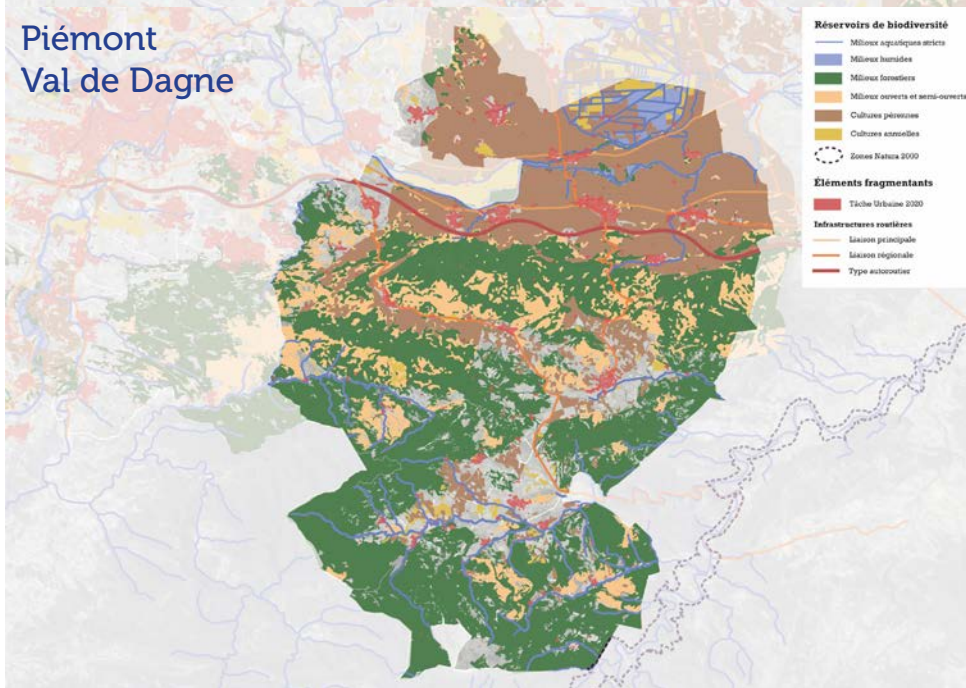 Piémont
Val de Dagne
Réservoirs de biodiversité
Milieux aquatiques stricts
Milieux humides
Milieux forestiers
Milieux ouverts et semi-ouverts
Cultures pérennes
Cultures annuelles
Zones Natura 2000
Éléments fragmentants
Tâche Urbaine 2020
Infrastructures routières
Liaison principale
Liaison régionale
Type autoroutier